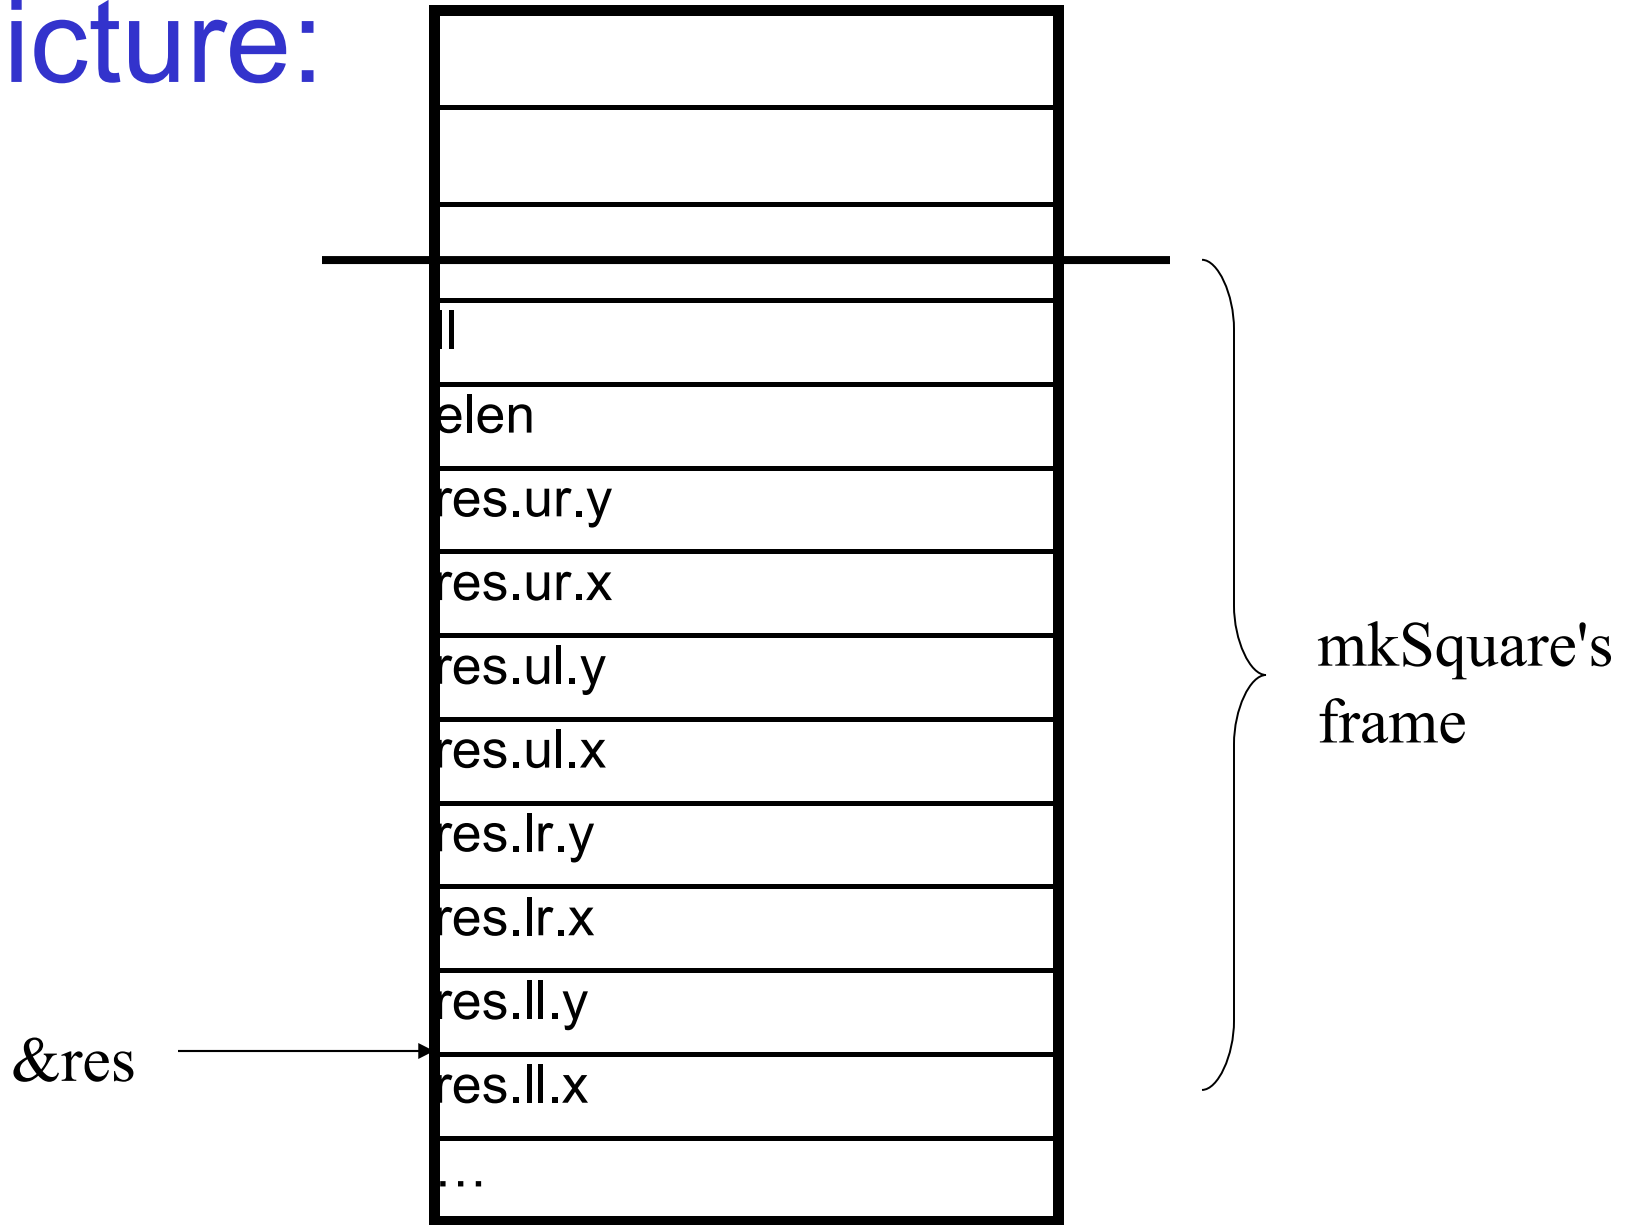 icture:
ll
elen
res.ur.y
res.ur.x
res.ul.y
res.ul.x
res.lr.y
res.lr.x
res.ll.y
&res
res.ll.x
…
mkSquare's
frame